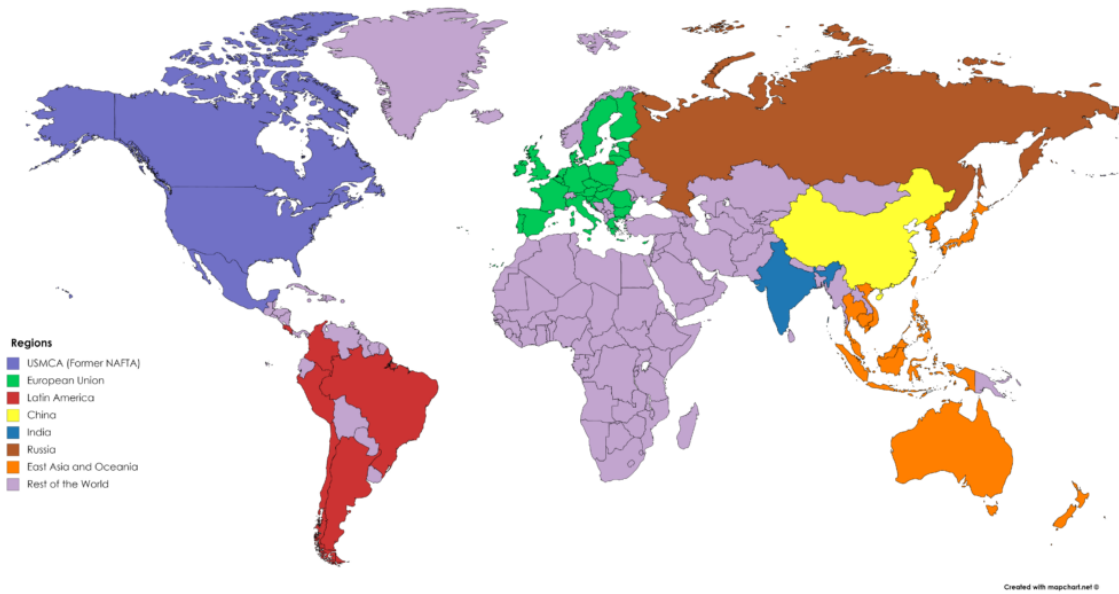 Regions
USMCA (Former NAFTA)
European Union
Latin America
China
India
Russia
East Asia and Oceania
Rest of the World
Created with mapchart.net ©